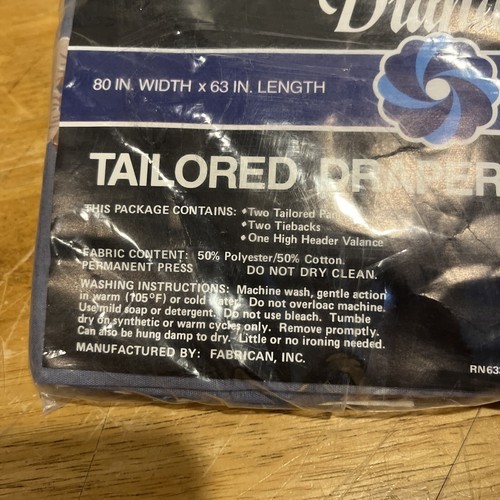 80 IN. WIDTH x 63 IN. LENGTH
TAILORED DRAPER
THIS PACKAGE CONTAINS: ♦Two Tailored Pan
♦Two Tiebacks
♦One High Header Valance
FABRIC CONTENT: 50% Polyester/50% Cotton.
PERMANENT PRESS DO NOT DRY CLEAN.
WASHING INSTRUCTIONS: Machine wash, gentle action
in warm (105°F) or cold water. Do not overloac machine.
Use mild soap or detergent. Do not use bleach. Tumble
dry on synthetic or warm cycles only. Remove promptly.
Can also be hung damp to dry. Little or no ironing needed.
MANUFACTURED BY: FABRICAN, INC.
RN633